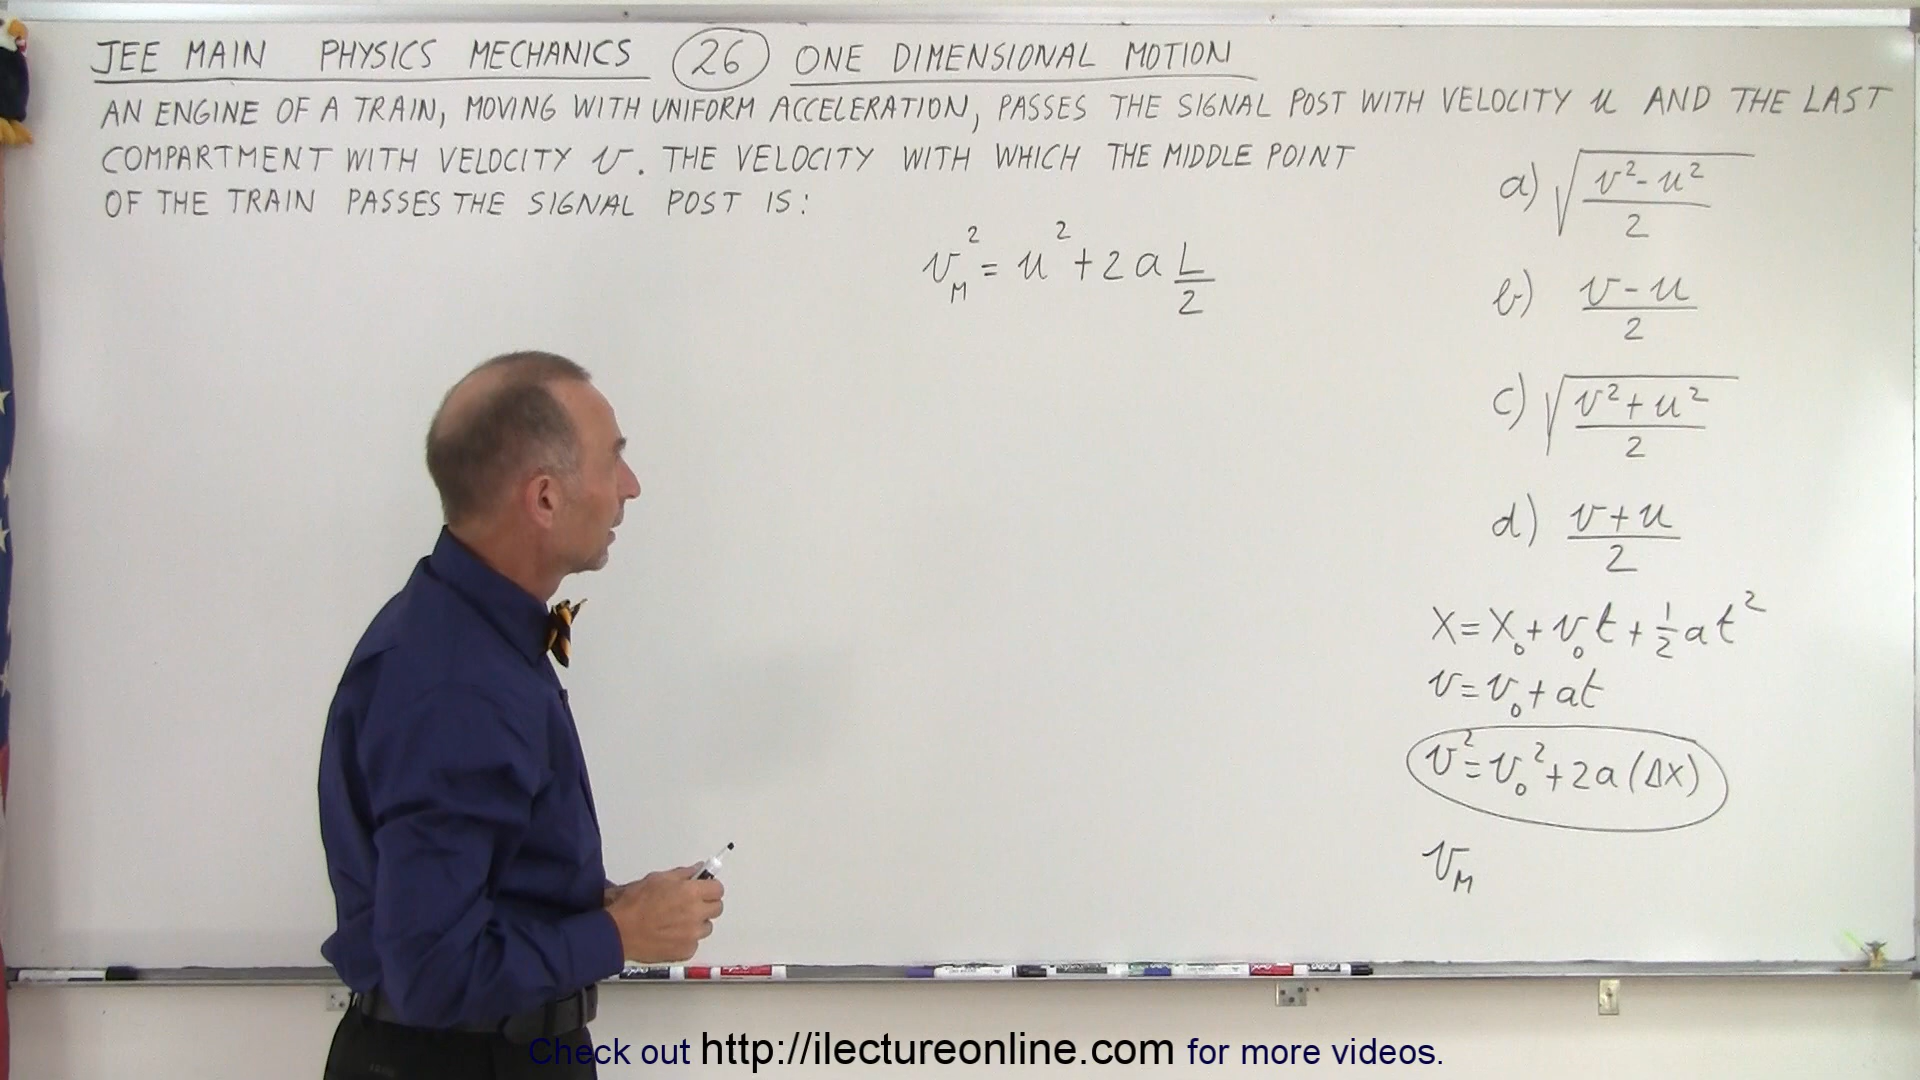 JEE MAIN PHYSICS MECHANICS 26 ONE DIMENSIONAL MOTION
AN ENGINE OF A TRAIN, MOVING WITH UNIFORM ACCELERATION, PASSES THE SIGNAL POST WITH VELOCITY u AND THE LAST
COMPARTMENT WITH VELOCITY v. THE VELOCITY WITH WHICH THE MIDDLE POINT
OF THE TRAIN PASSES THE SIGNAL POST IS:
v_M² = u² + 2a L/2
a) √((v²-u²)/2)
b) (v-u)/2
c) √((v²+u²)/2)
d) (v+u)/2
X = X₀ + v₀t + ½at²
v = v₀ + at
v² = v₀² + 2a(ΔX)
v_M
Check out http://ilectureonline.com for more videos.